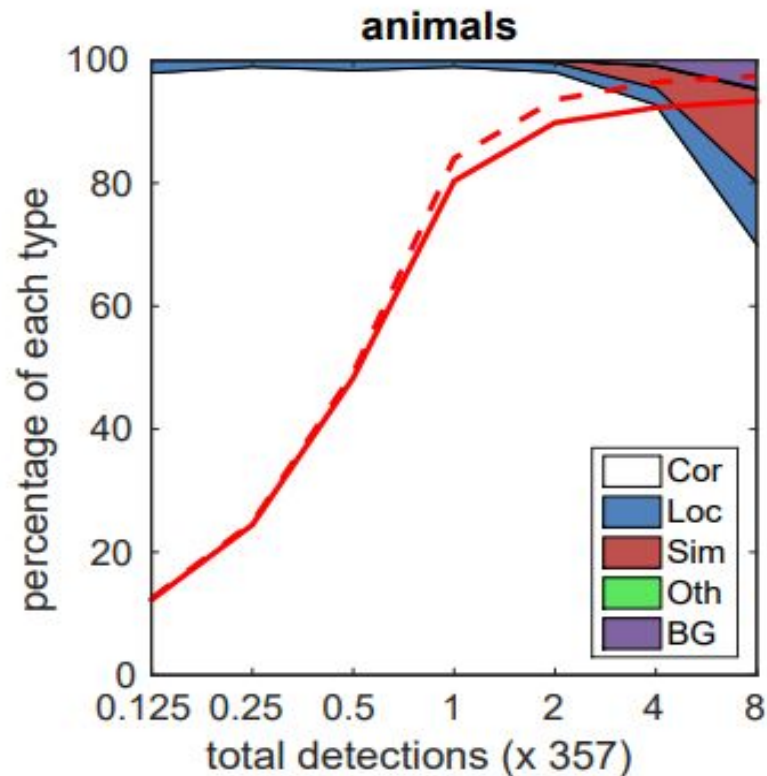 animals
percentage of each type
100
80
60
40
20
0
Cor
Loc
Sim
Oth
BG
0.125 0.25 0.5 1 2 4 8
total detections (x 357)